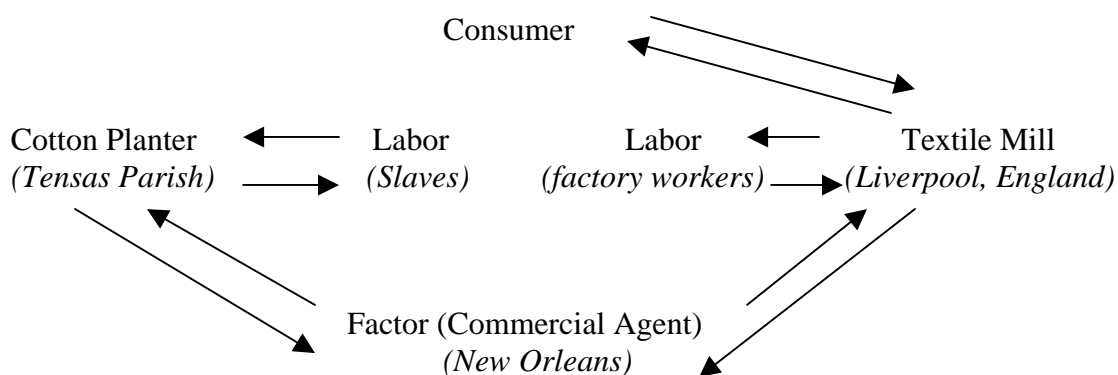 Consumer
Cotton Planter
(Tensas Parish)
Labor
(Slaves)
Labor
(factory workers)
Textile Mill
(Liverpool, England)
Factor (Commercial Agent)
(New Orleans)